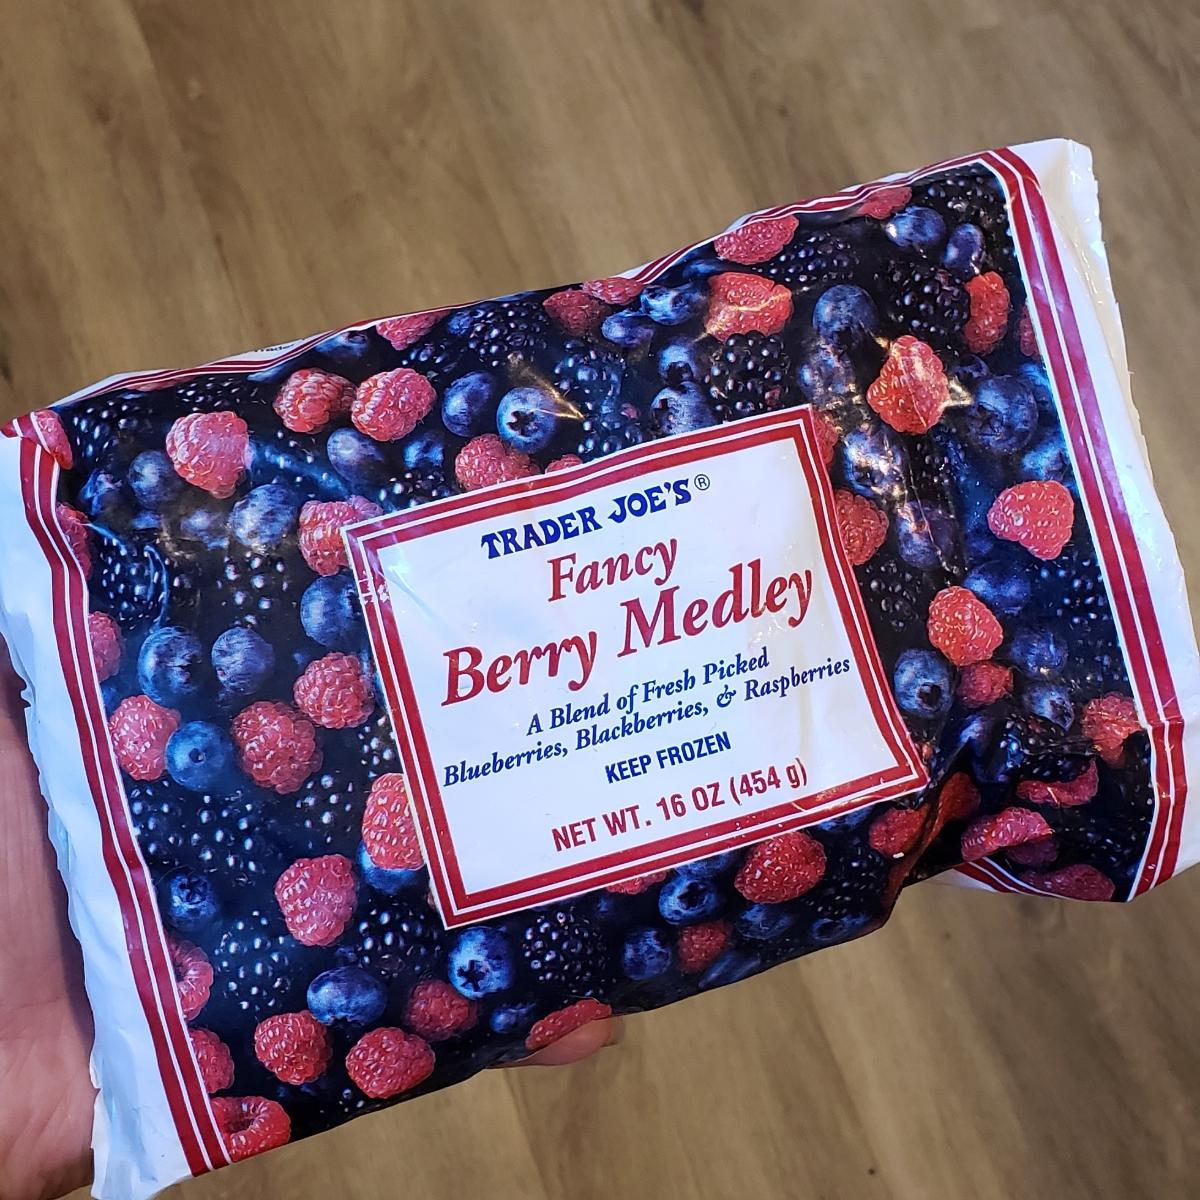 TRADER JOE'S®
Fancy
Berry Medley
A Blend of Fresh Picked
Blueberries, Blackberries, & Raspberries
KEEP FROZEN
NET WT. 16 OZ (454 g)